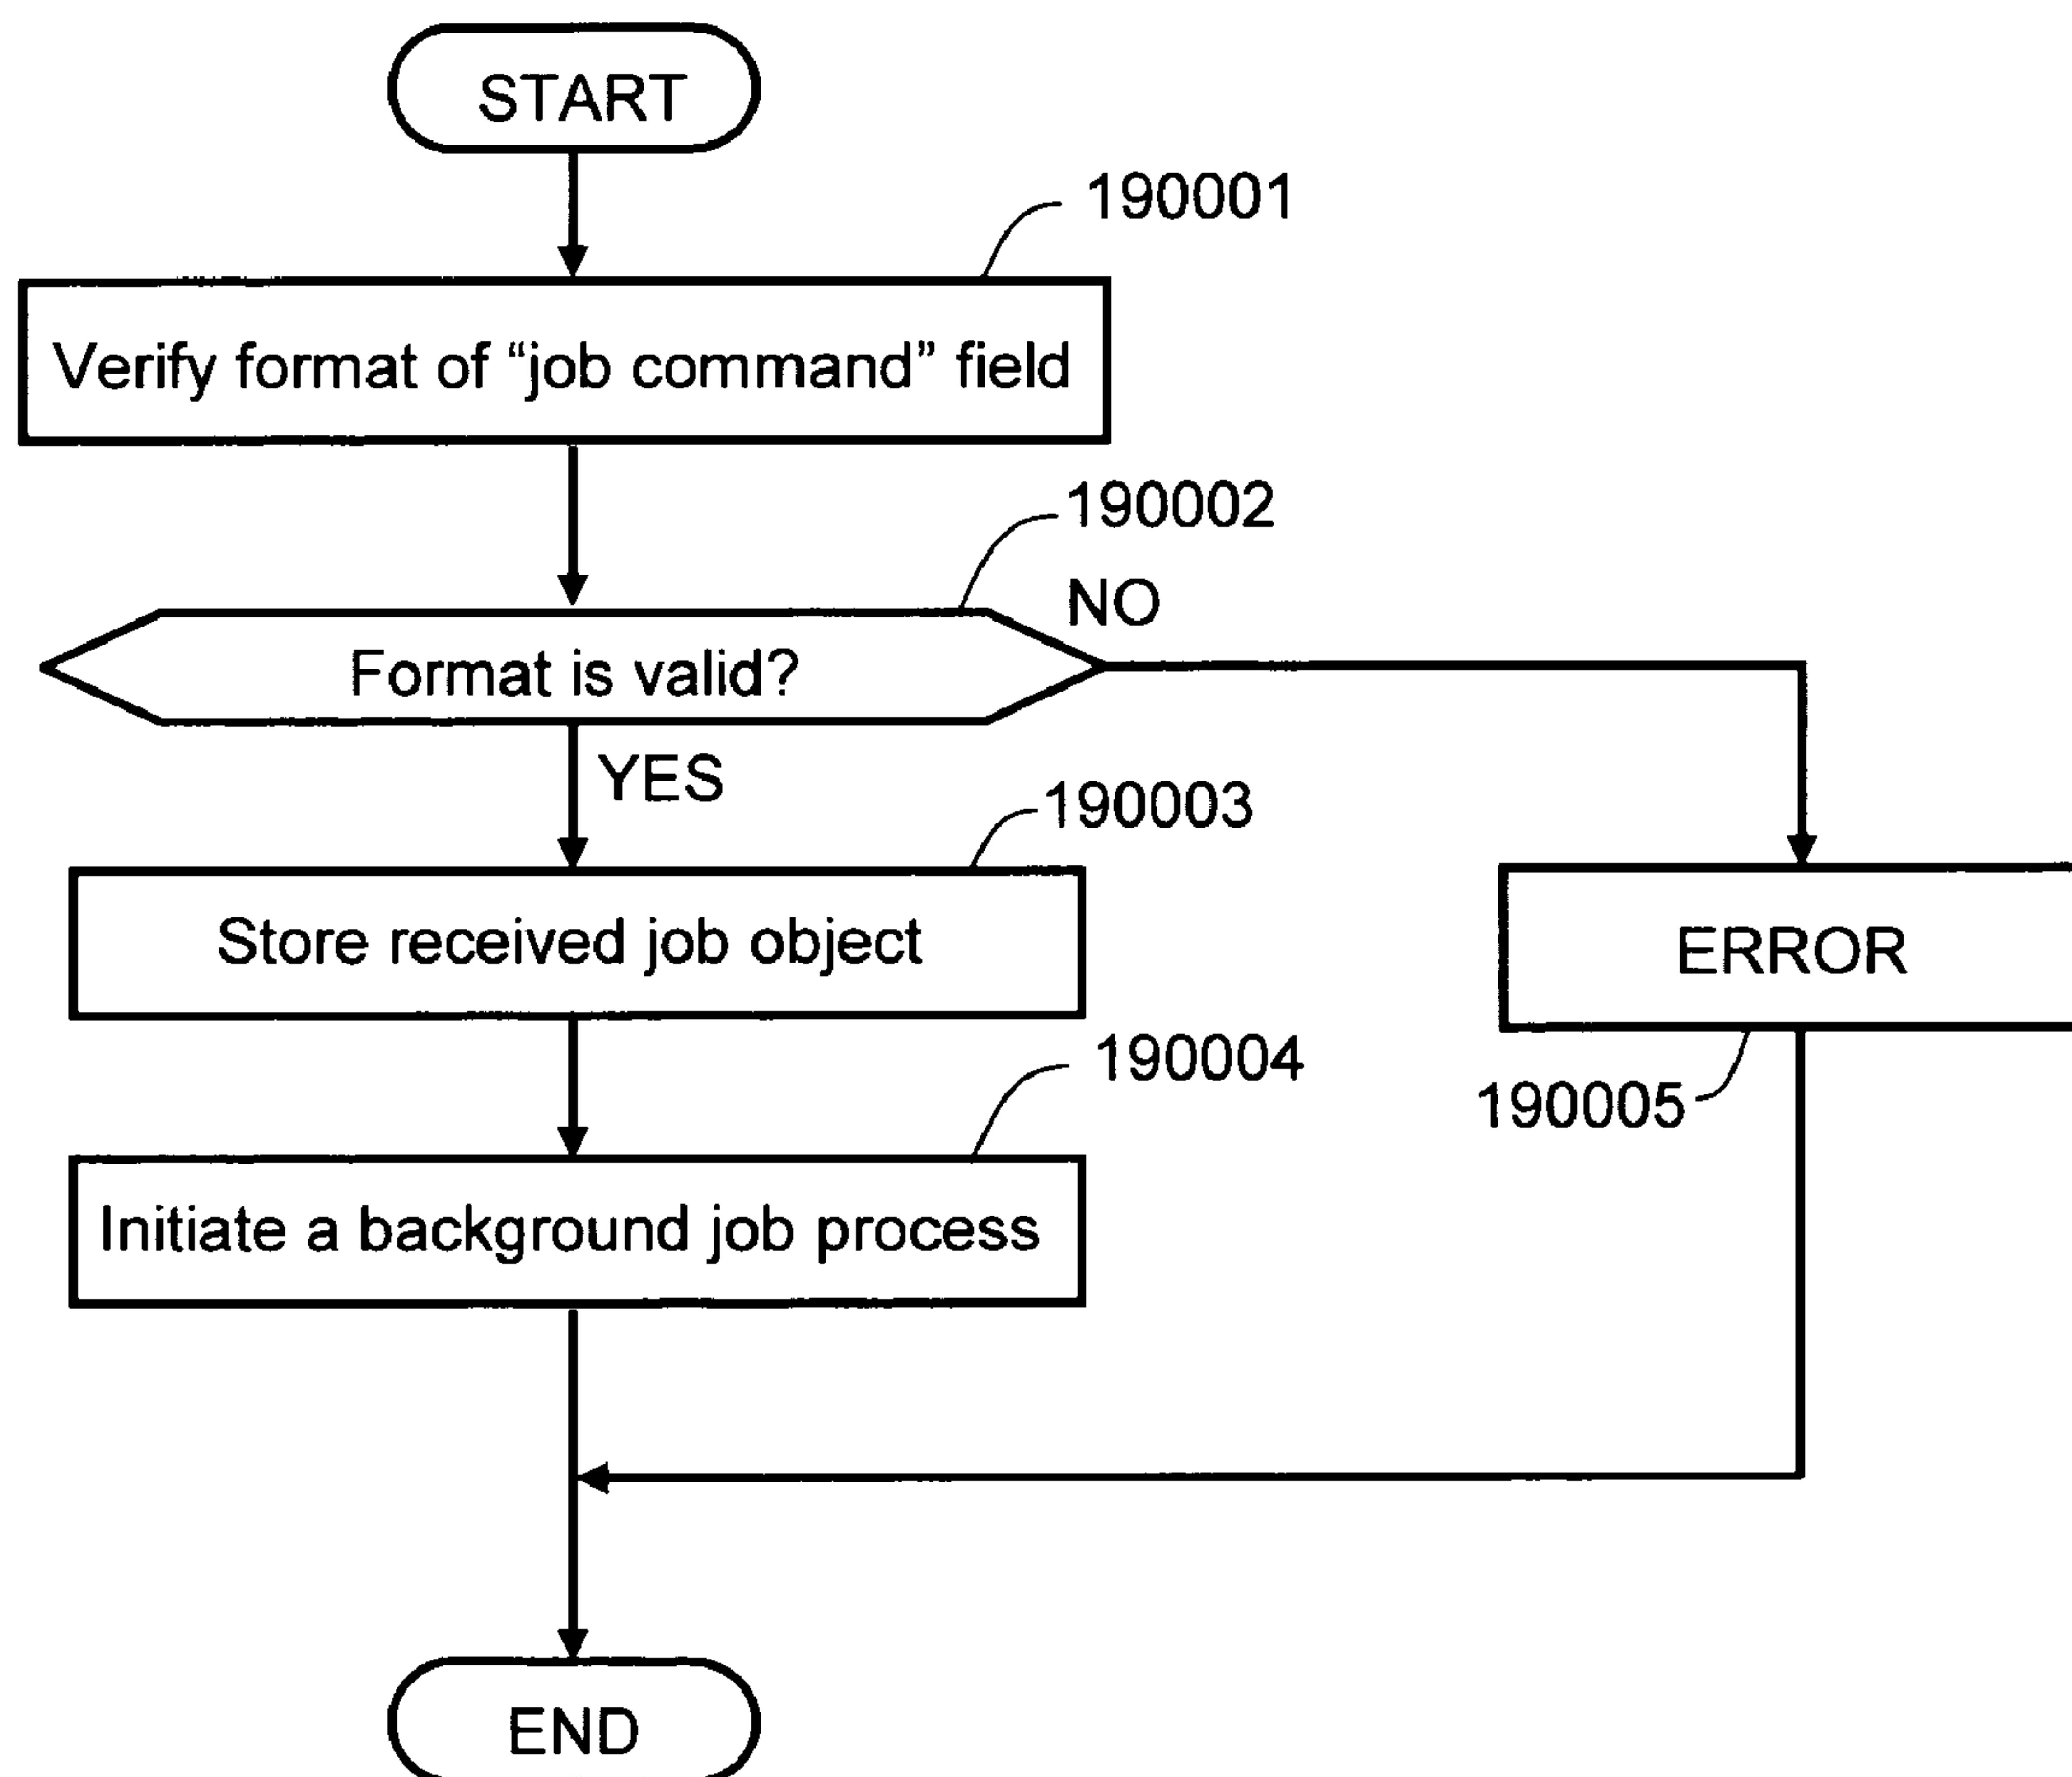 START
190001
Verify format of “job command” field
190002
NO
Format is valid?
YES
190003
Store received job object
ERROR
190004
190005
Initiate a background job process
END